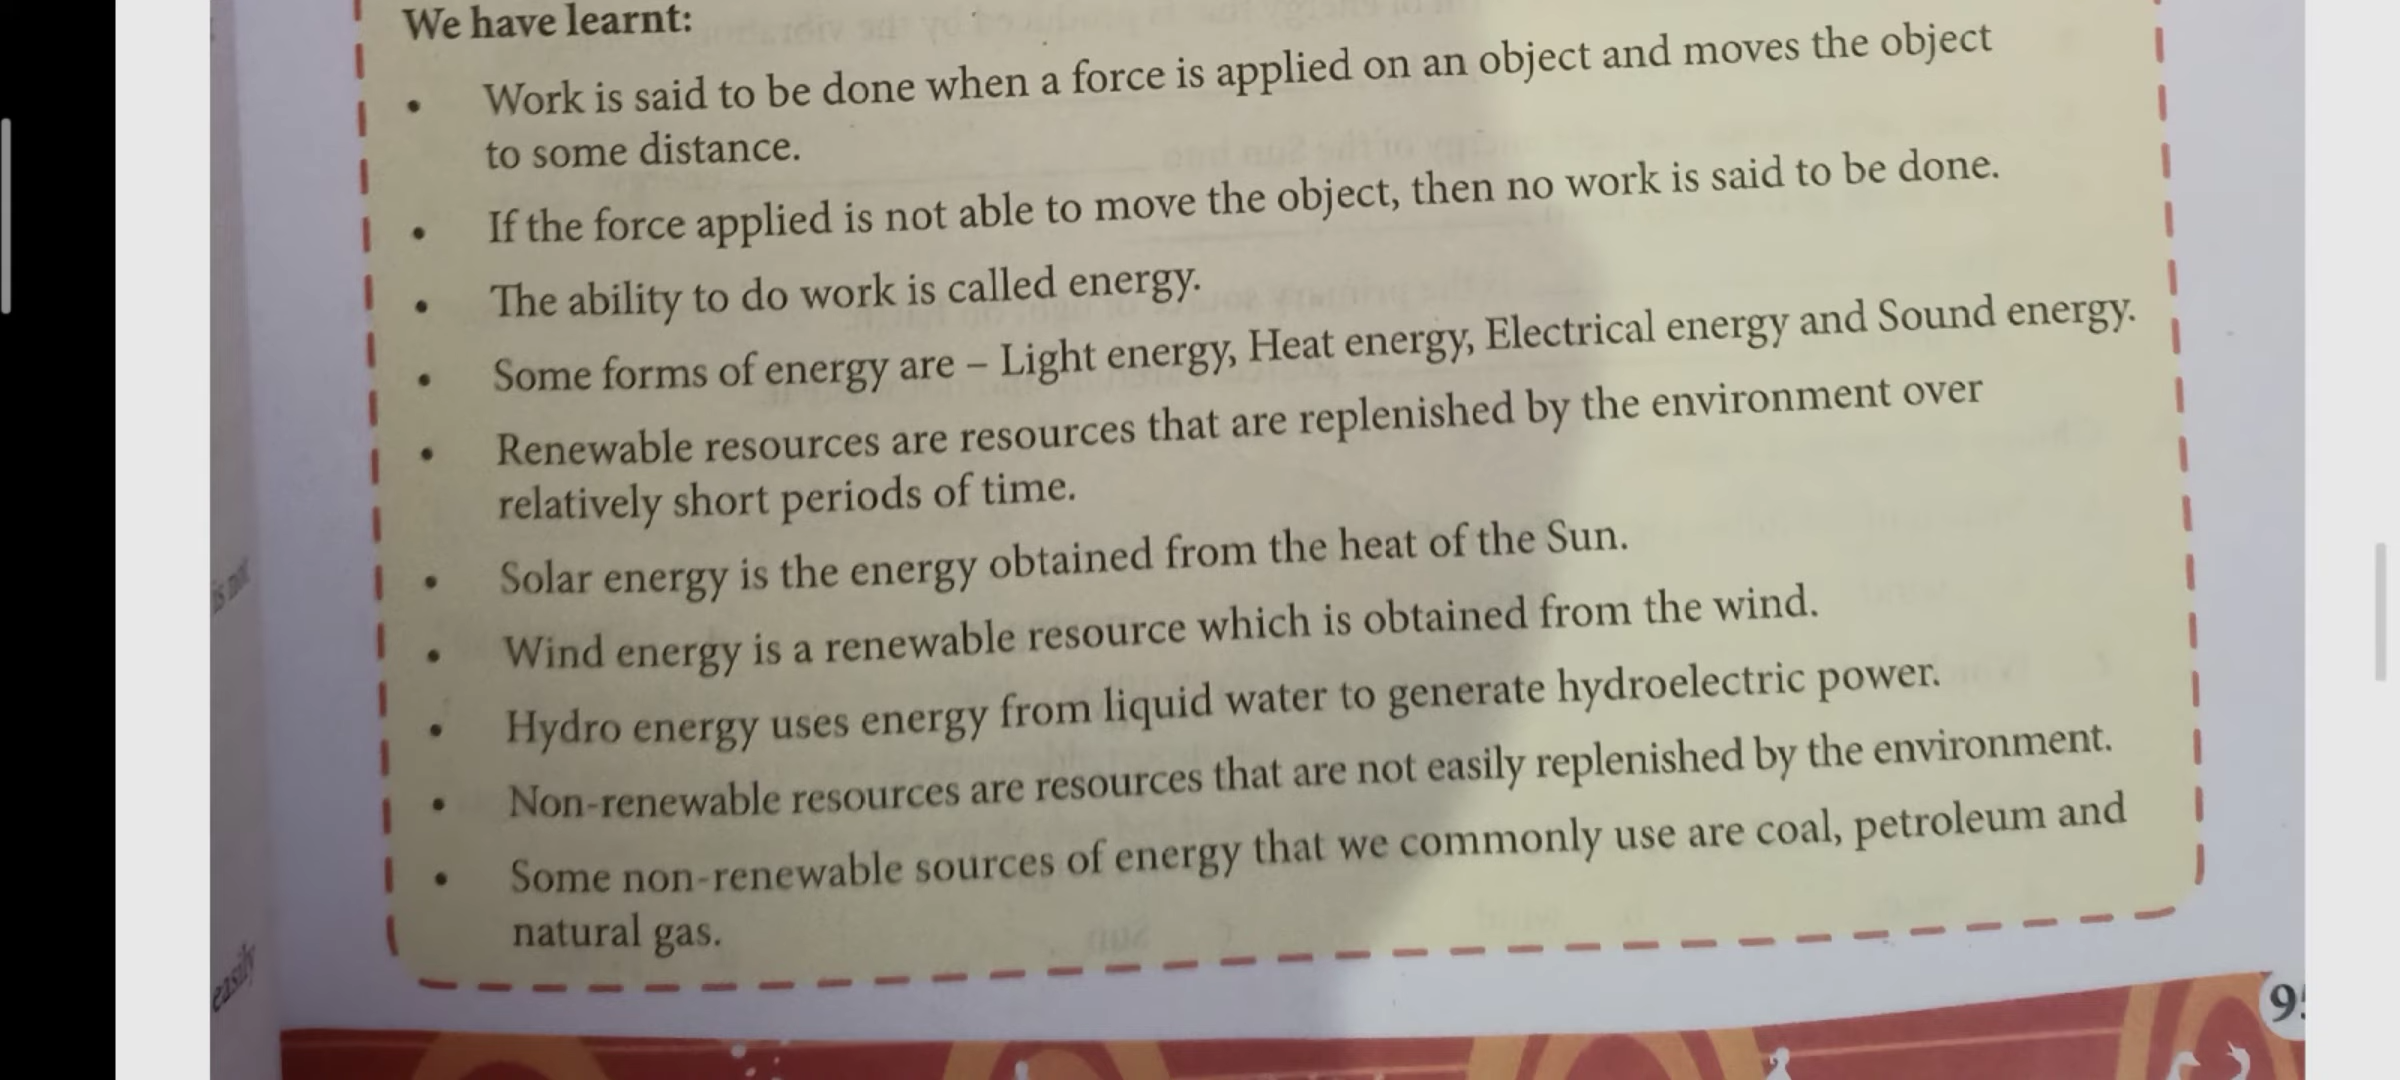 We have learnt:
• Work is said to be done when a force is applied on an object and moves the object
to some distance.
• If the force applied is not able to move the object, then no work is said to be done.
• The ability to do work is called energy.
• Some forms of energy are – Light energy, Heat energy, Electrical energy and Sound energy.
• Renewable resources are resources that are replenished by the environment over
relatively short periods of time.
• Solar energy is the energy obtained from the heat of the Sun.
• Wind energy is a renewable resource which is obtained from the wind.
• Hydro energy uses energy from liquid water to generate hydroelectric power.
• Non-renewable resources are resources that are not easily replenished by the environment.
• Some non-renewable sources of energy that we commonly use are coal, petroleum and
natural gas.
is not
easily